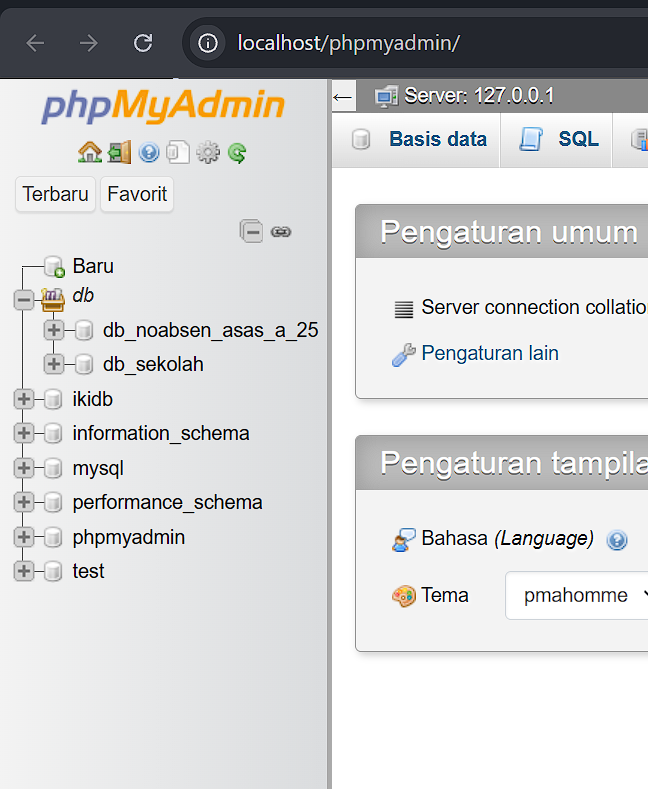 localhost/phpmyadmin/
phpMyAdmin
Terbaru Favorit
Baru
db
db_noabsen_asas_a_25
db_sekolah
ikidb
information_schema
mysql
performance_schema
phpmyadmin
test
← Server: 127.0.0.1
Basis data SQL
Pengaturan umum
Server connection collatio
Pengaturan lain
Pengaturan tampila
Bahasa (Language)
Tema pmahomme